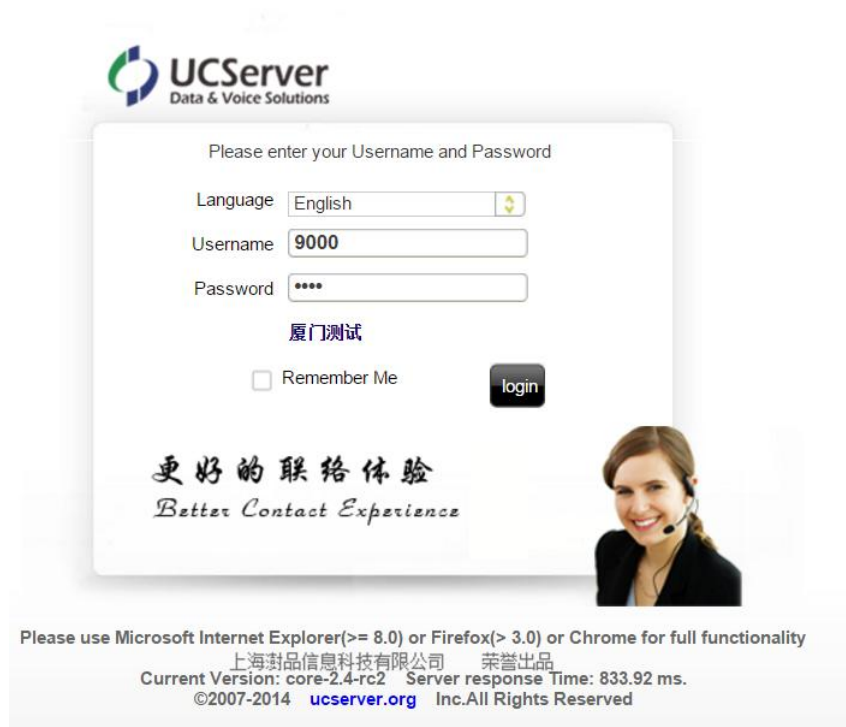 UCServer
Data & Voice Solutions
Please enter your Username and Password
Language English
Username 9000
Password ••••
厦门测试
Remember Me login
更好的联络体验
Better Contact Experience
Please use Microsoft Internet Explorer(>= 8.0) or Firefox(> 3.0) or Chrome for full functionality
上海澍品信息科技有限公司 荣誉出品
Current Version: core-2.4-rc2 Server response Time: 833.92 ms.
©2007-2014 ucserver.org Inc.All Rights Reserved